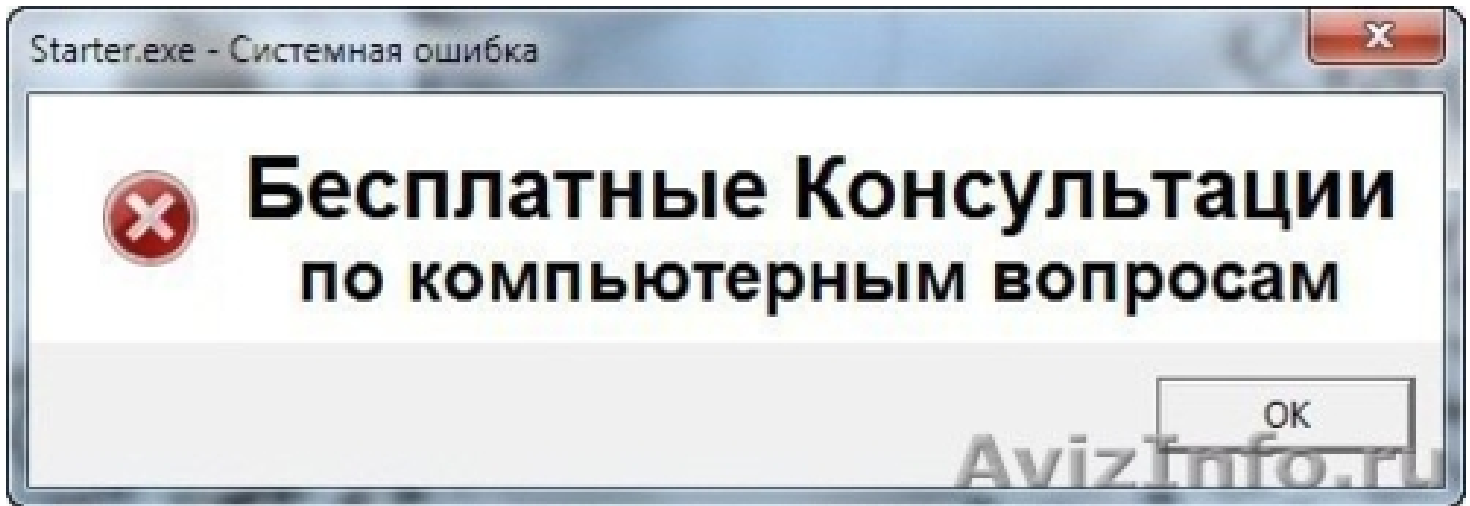 Starter.exe - Системная ошибка
Бесплатные Консультации
по компьютерным вопросам
OK
AvizInfo.ru